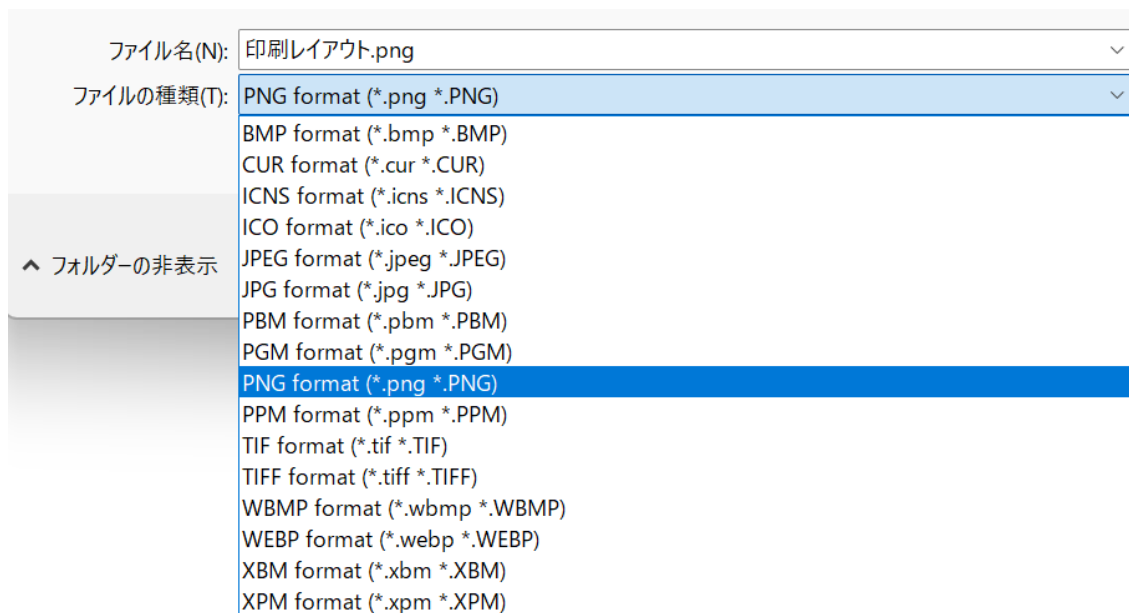 ファイル名(N): 印刷レイアウト.png
ファイルの種類(T): PNG format (*.png *.PNG)
BMP format (*.bmp *.BMP)
CUR format (*.cur *.CUR)
ICNS format (*.icns *.ICNS)
ICO format (*.ico *.ICO)
JPEG format (*.jpeg *.JPEG)
フォルダーの非表示
JPG format (*.jpg *.JPG)
PBM format (*.pbm *.PBM)
PGM format (*.pgm *.PGM)
PNG format (*.png *.PNG)
PPM format (*.ppm *.PPM)
TIF format (*.tif *.TIF)
TIFF format (*.tiff *.TIFF)
WBMP format (*.wbmp *.WBMP)
WEBP format (*.webp *.WEBP)
XBM format (*.xbm *.XBM)
XPM format (*.xpm *.XPM)